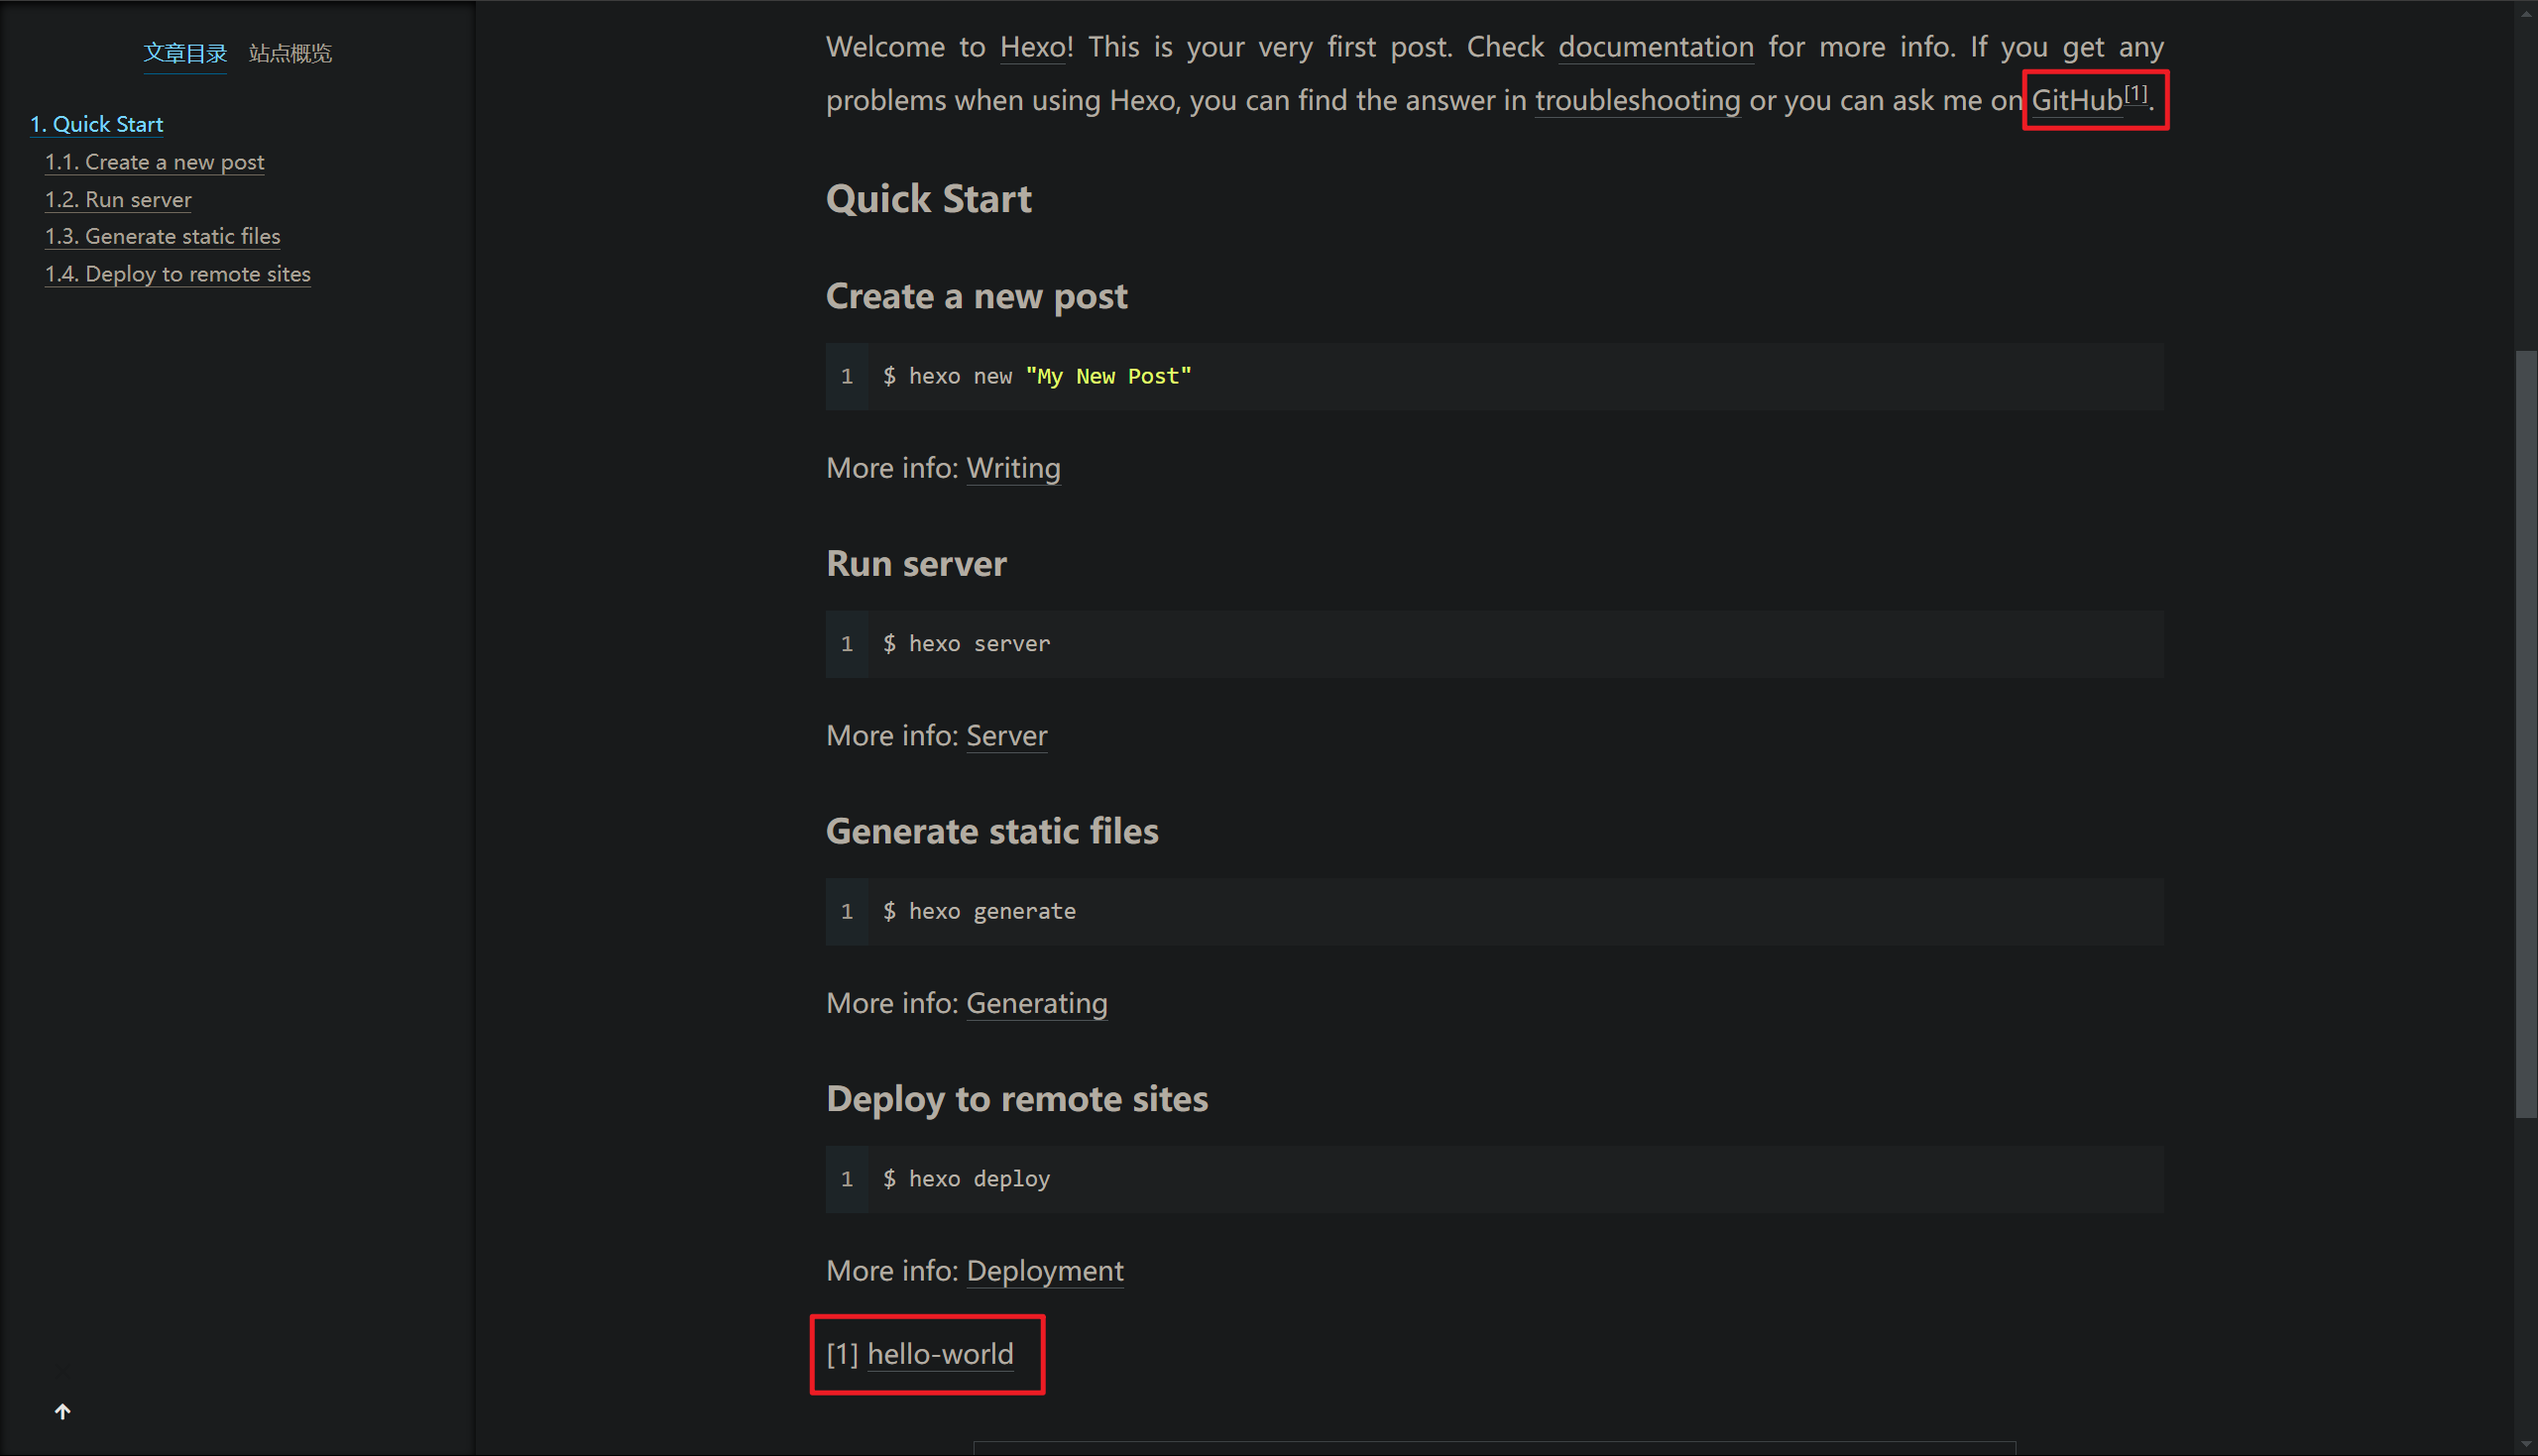 文章目录 站点概览
1. Quick Start
1.1. Create a new post
1.2. Run server
1.3. Generate static files
1.4. Deploy to remote sites
Welcome to Hexo! This is your very first post. Check documentation for more info. If you get any
problems when using Hexo, you can find the answer in troubleshooting or you can ask me on GitHub[1].
Quick Start
Create a new post
1 $ hexo new "My New Post"
More info: Writing
Run server
1 $ hexo server
More info: Server
Generate static files
1 $ hexo generate
More info: Generating
Deploy to remote sites
1 $ hexo deploy
More info: Deployment
[1] hello-world